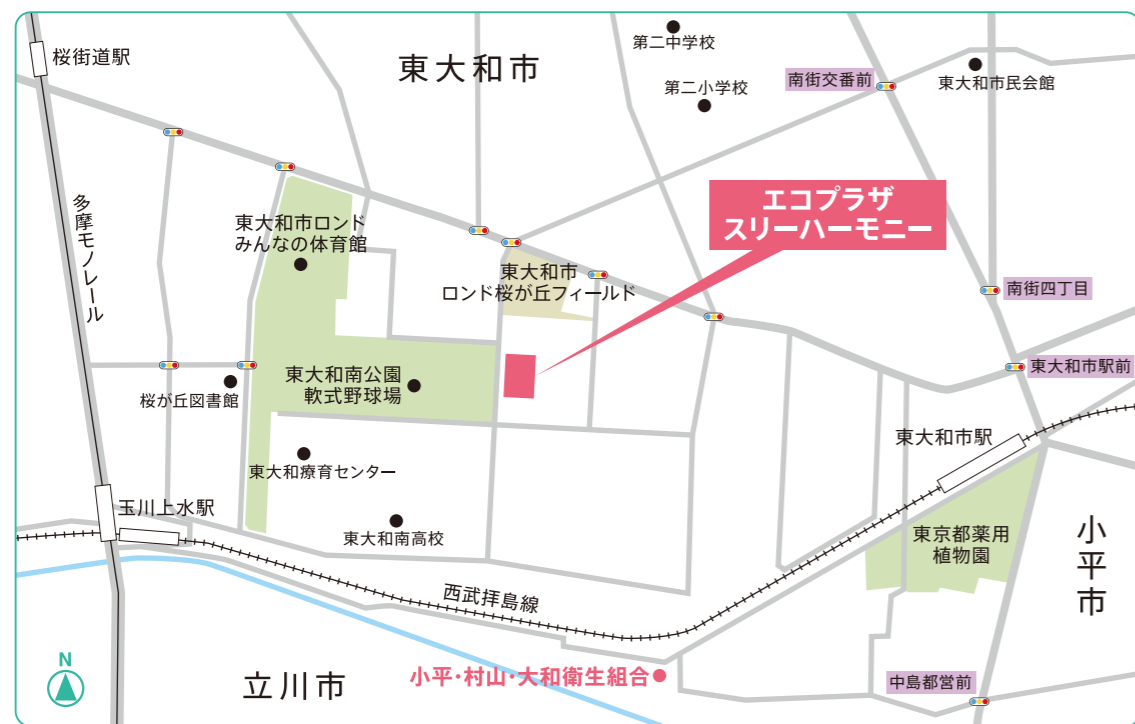 桜街道駅
東大和市
第二中学校
第二小学校
南街交番前
東大和市民会館
多摩モノレール
東大和市ロンド
みんなの体育館
東大和市
ロンド桜が丘フィールド
エコプラザ
スリーハーモニー
南街四丁目
東大和市駅前
桜が丘図書館
東大和南公園
軟式野球場
東大和療育センター
東大和市駅
玉川上水駅
東大和南高校
東京都薬用
植物園
小平市
西武拝島線
N
立川市
小平・村山・大和衛生組合
中島都営前